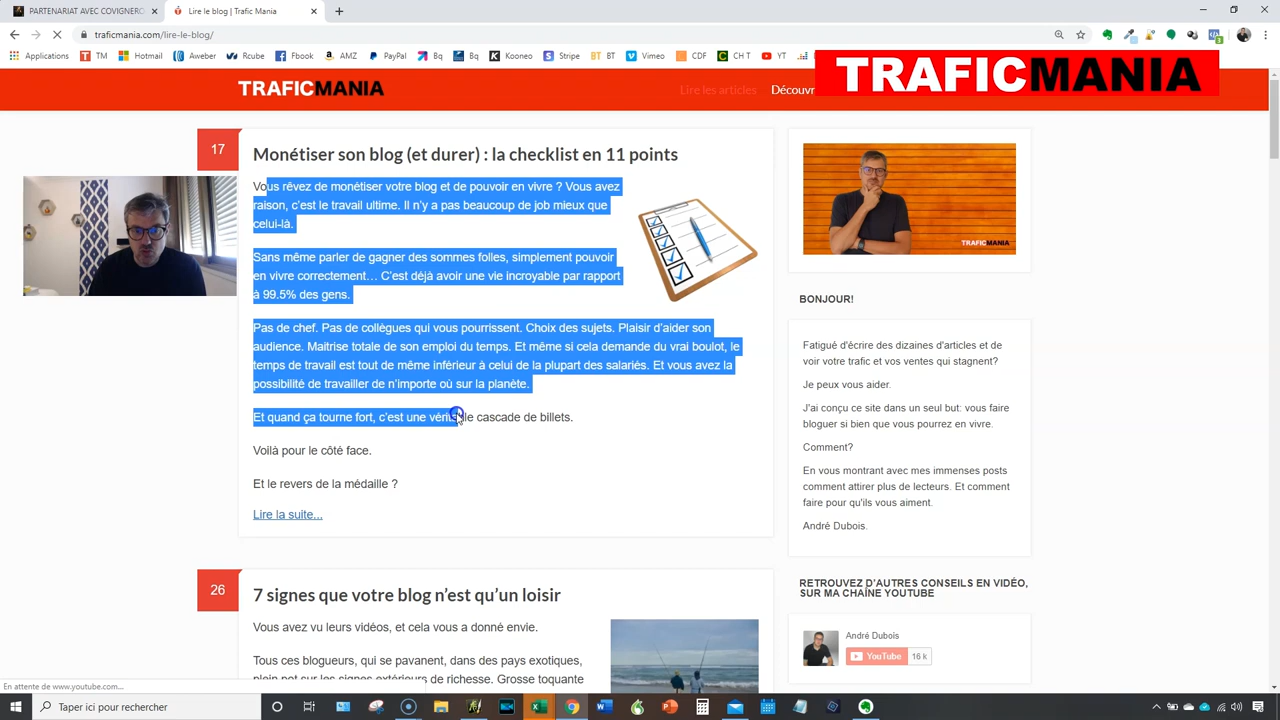 PARTENARIAT AVEC COVIGNERO
Lire le blog | Trafic Mania
traficmania.com/lire-le-blog/
Applications
TM
Hotmail
Aweber
Rcube
Fbook
AMZ
PayPal
Bq
Bq
Kooneo
Stripe
BT
Vimeo
CDF
CH T
YT
TRAFICMANIA
TRAFICMANIA
Lire les articles
Découvr
17
Monétiser son blog (et durer) : la checklist en 11 points
Vous rêvez de monétiser votre blog et de pouvoir en vivre ? Vous avez
raison, c'est le travail ultime. Il n'y a pas beaucoup de job mieux que
celui-là.
Sans même parler de gagner des sommes folles, simplement pouvoir
en vivre correctement… C'est déjà avoir une vie incroyable par rapport
à 99.5% des gens.
Pas de chef. Pas de collègues qui vous pourrissent. Choix des sujets. Plaisir d'aider son
audience. Maitrise totale de son emploi du temps. Et même si cela demande du vrai boulot, le
temps de travail est tout de même inférieur à celui de la plupart des salariés. Et vous avez la
possibilité de travailler de n'importe où sur la planète.
Et quand ça tourne fort, c'est une véritable cascade de billets.
Voilà pour le côté face.
Et le revers de la médaille ?
Lire la suite...
26
7 signes que votre blog n'est qu'un loisir
Vous avez vu leurs vidéos, et cela vous a donné envie.
Tous ces blogueurs, qui se pavanent, dans des pays exotiques,
plein pot sur les signes extérieurs de richesse. Grosse toquante
TRAFICMANIA
BONJOUR!
Fatigué d'écrire des dizaines d'articles et de
voir votre trafic et vos ventes qui stagnent?
Je peux vous aider.
J'ai conçu ce site dans un seul but: vous faire
bloguer si bien que vous pourrez en vivre.
Comment?
En vous montrant avec mes immenses posts
comment attirer plus de lecteurs. Et comment
faire pour qu'ils vous aiment.
André Dubois.
RETROUVEZ D'AUTRES CONSEILS EN VIDÉO,
SUR MA CHAÎNE YOUTUBE
André Dubois
YouTube 16 k
En attente de www.youtube.com...
Taper ici pour rechercher